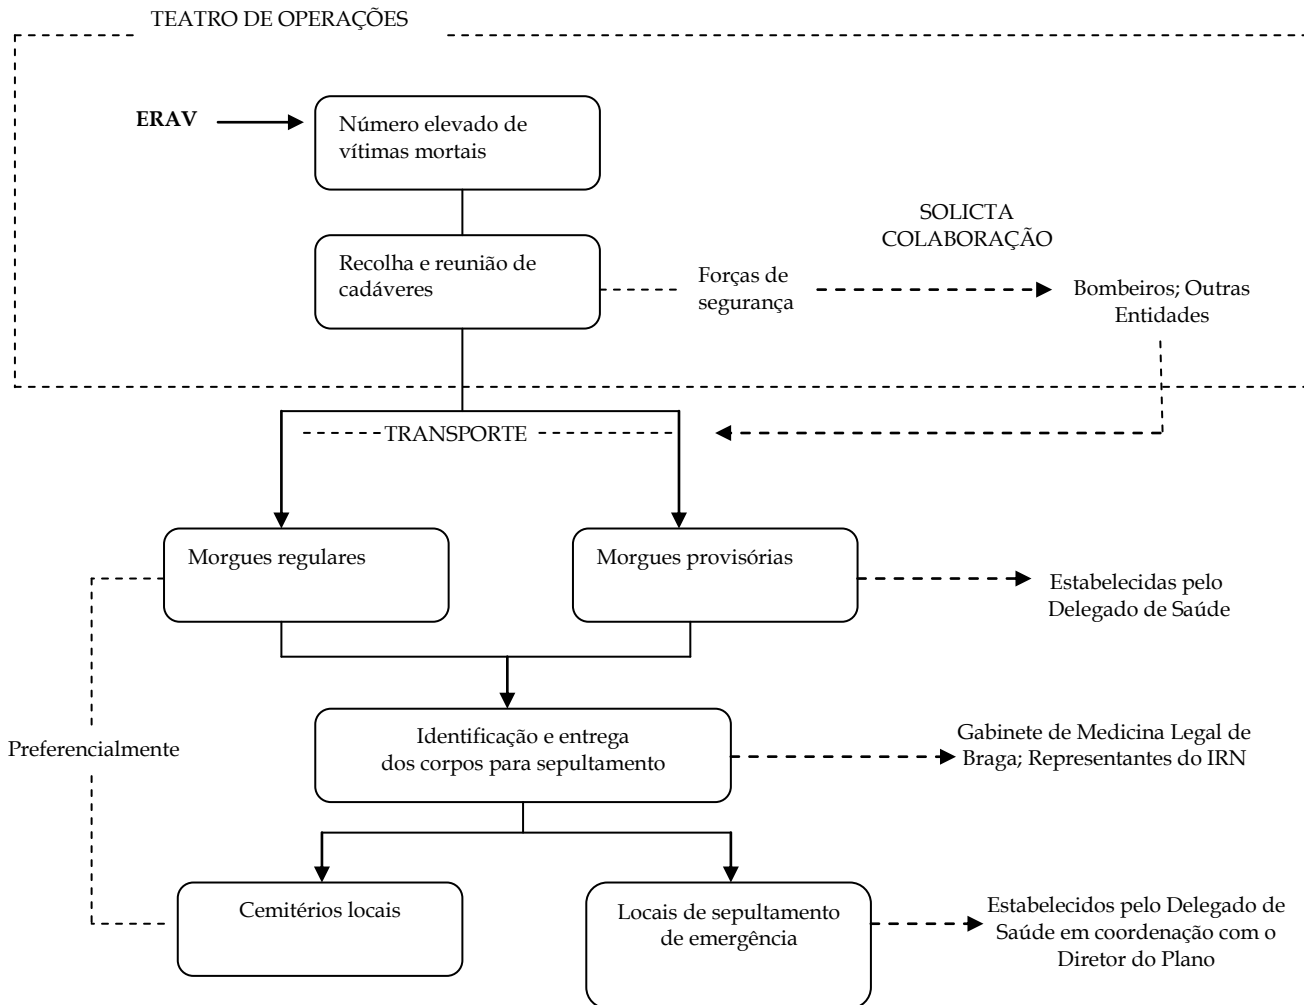 TEATRO DE OPERAÇÕES
ERAV
Número elevado de
vítimas mortais
SOLICTA
COLABORAÇÃO
Recolha e reunião de
cadáveres
Forças de
segurança
Bombeiros; Outras
Entidades
TRANSPORTE
Morgues regulares
Morgues provisórias
Estabelecidas pelo
Delegado de Saúde
Preferencialmente
Identificação e entrega
dos corpos para sepultamento
Gabinete de Medicina Legal de
Braga; Representantes do IRN
Cemitérios locais
Locais de sepultamento
de emergência
Estabelecidos pelo Delegado de
Saúde em coordenação com o
Diretor do Plano